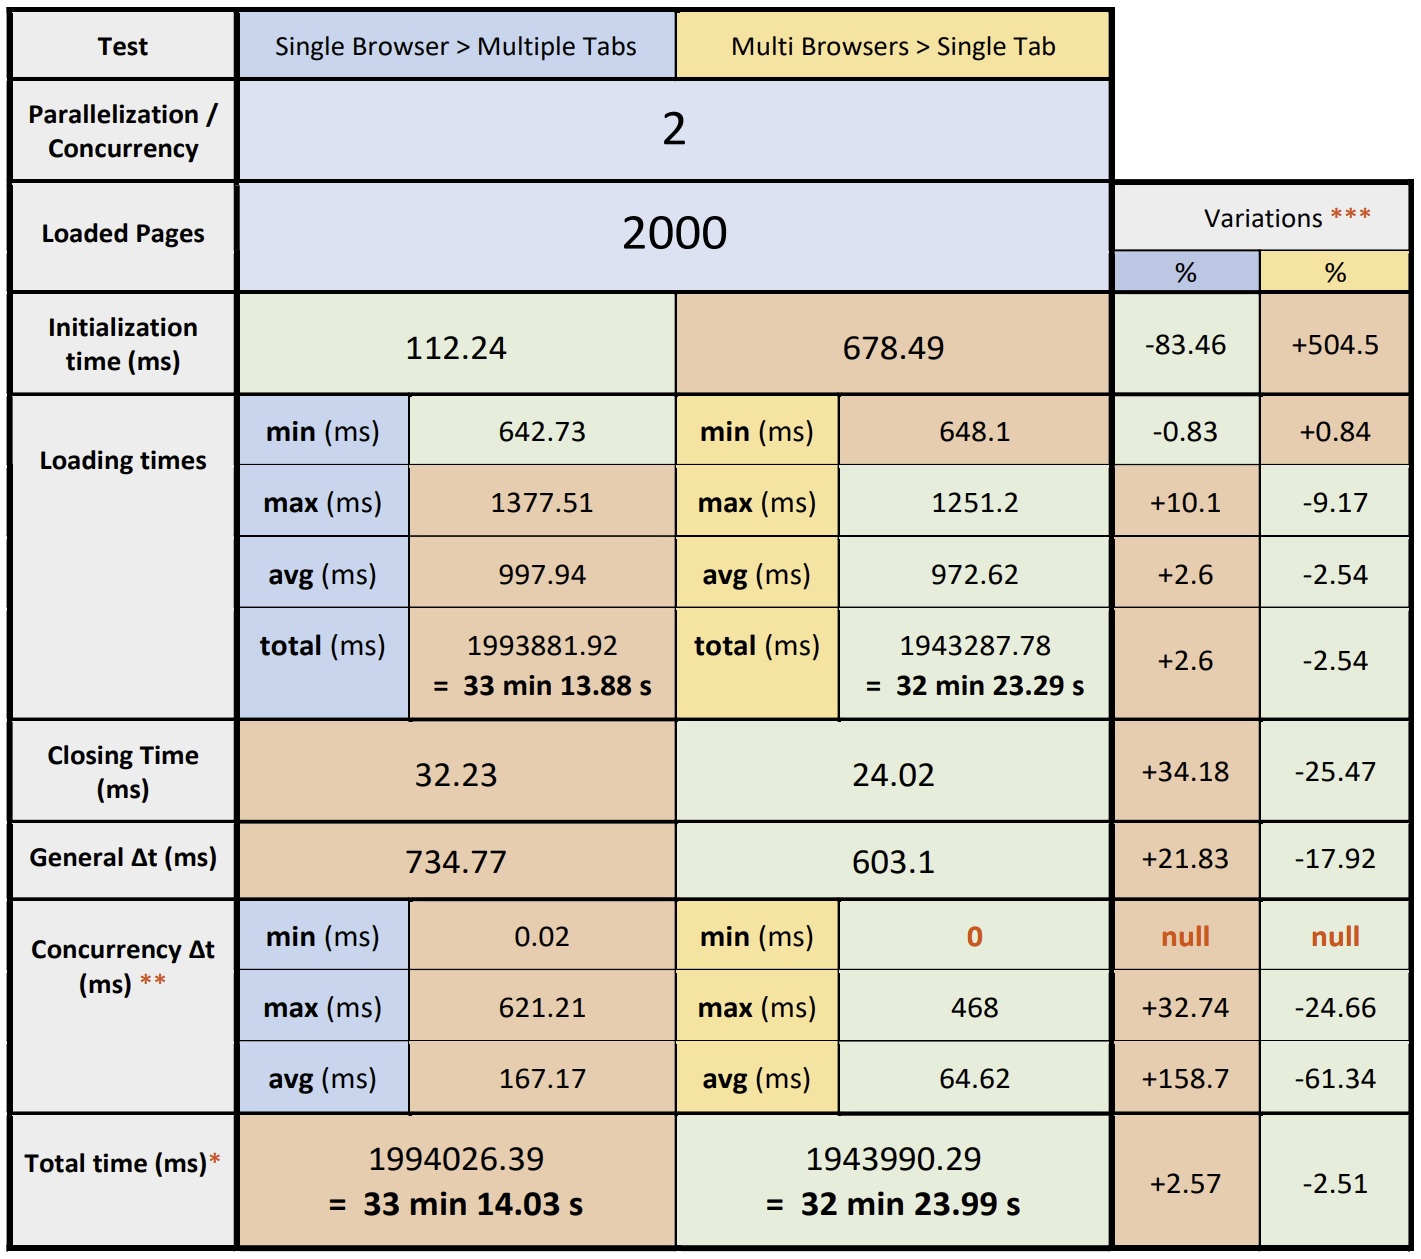 Test
Single Browser > Multiple Tabs
Multi Browsers > Single Tab
Parallelization /
Concurrency
2
Loaded Pages
2000
Variations ***
%
%
Initialization
time (ms)
112.24
678.49
-83.46
+504.5
Loading times
min (ms)
642.73
min (ms)
648.1
-0.83
+0.84
max (ms)
1377.51
max (ms)
1251.2
+10.1
-9.17
avg (ms)
997.94
avg (ms)
972.62
+2.6
-2.54
total (ms)
1993881.92
= 33 min 13.88 s
total (ms)
1943287.78
= 32 min 23.29 s
+2.6
-2.54
Closing Time
(ms)
32.23
24.02
+34.18
-25.47
General Δt (ms)
734.77
603.1
+21.83
-17.92
Concurrency Δt
(ms) **
min (ms)
0.02
min (ms)
0
null
null
max (ms)
621.21
max (ms)
468
+32.74
-24.66
avg (ms)
167.17
avg (ms)
64.62
+158.7
-61.34
Total time (ms)*
1994026.39
= 33 min 14.03 s
1943990.29
= 32 min 23.99 s
+2.57
-2.51